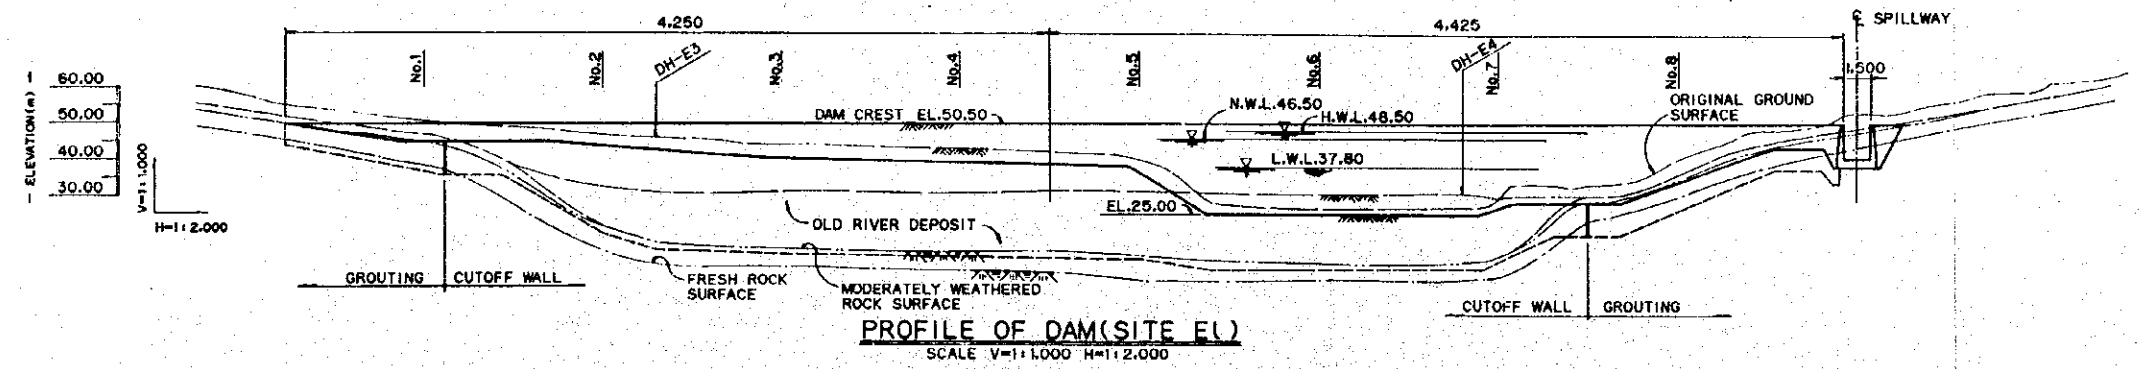 4.250
4.425
℄ SPILLWAY
No.1
No.2
DH-E3
No.3
No.4
No.5
No.6
DH-E4
No.7
No.8
1,500
- ELEVATION(m) -
60.00
50.00
40.00
30.00
V=1:1,000
H=1:2,000
DAM CREST EL.50.50
N.W.L.46.50
H.W.L.48.50
L.W.L.37.80
ORIGINAL GROUND
SURFACE
EL.25.00
OLD RIVER DEPOSIT
GROUTING
CUTOFF WALL
FRESH ROCK
SURFACE
MODERATELY WEATHERED
ROCK SURFACE
CUTOFF WALL
GROUTING
PROFILE OF DAM(SITE E1)
SCALE V=1:1,000 H=1:2,000